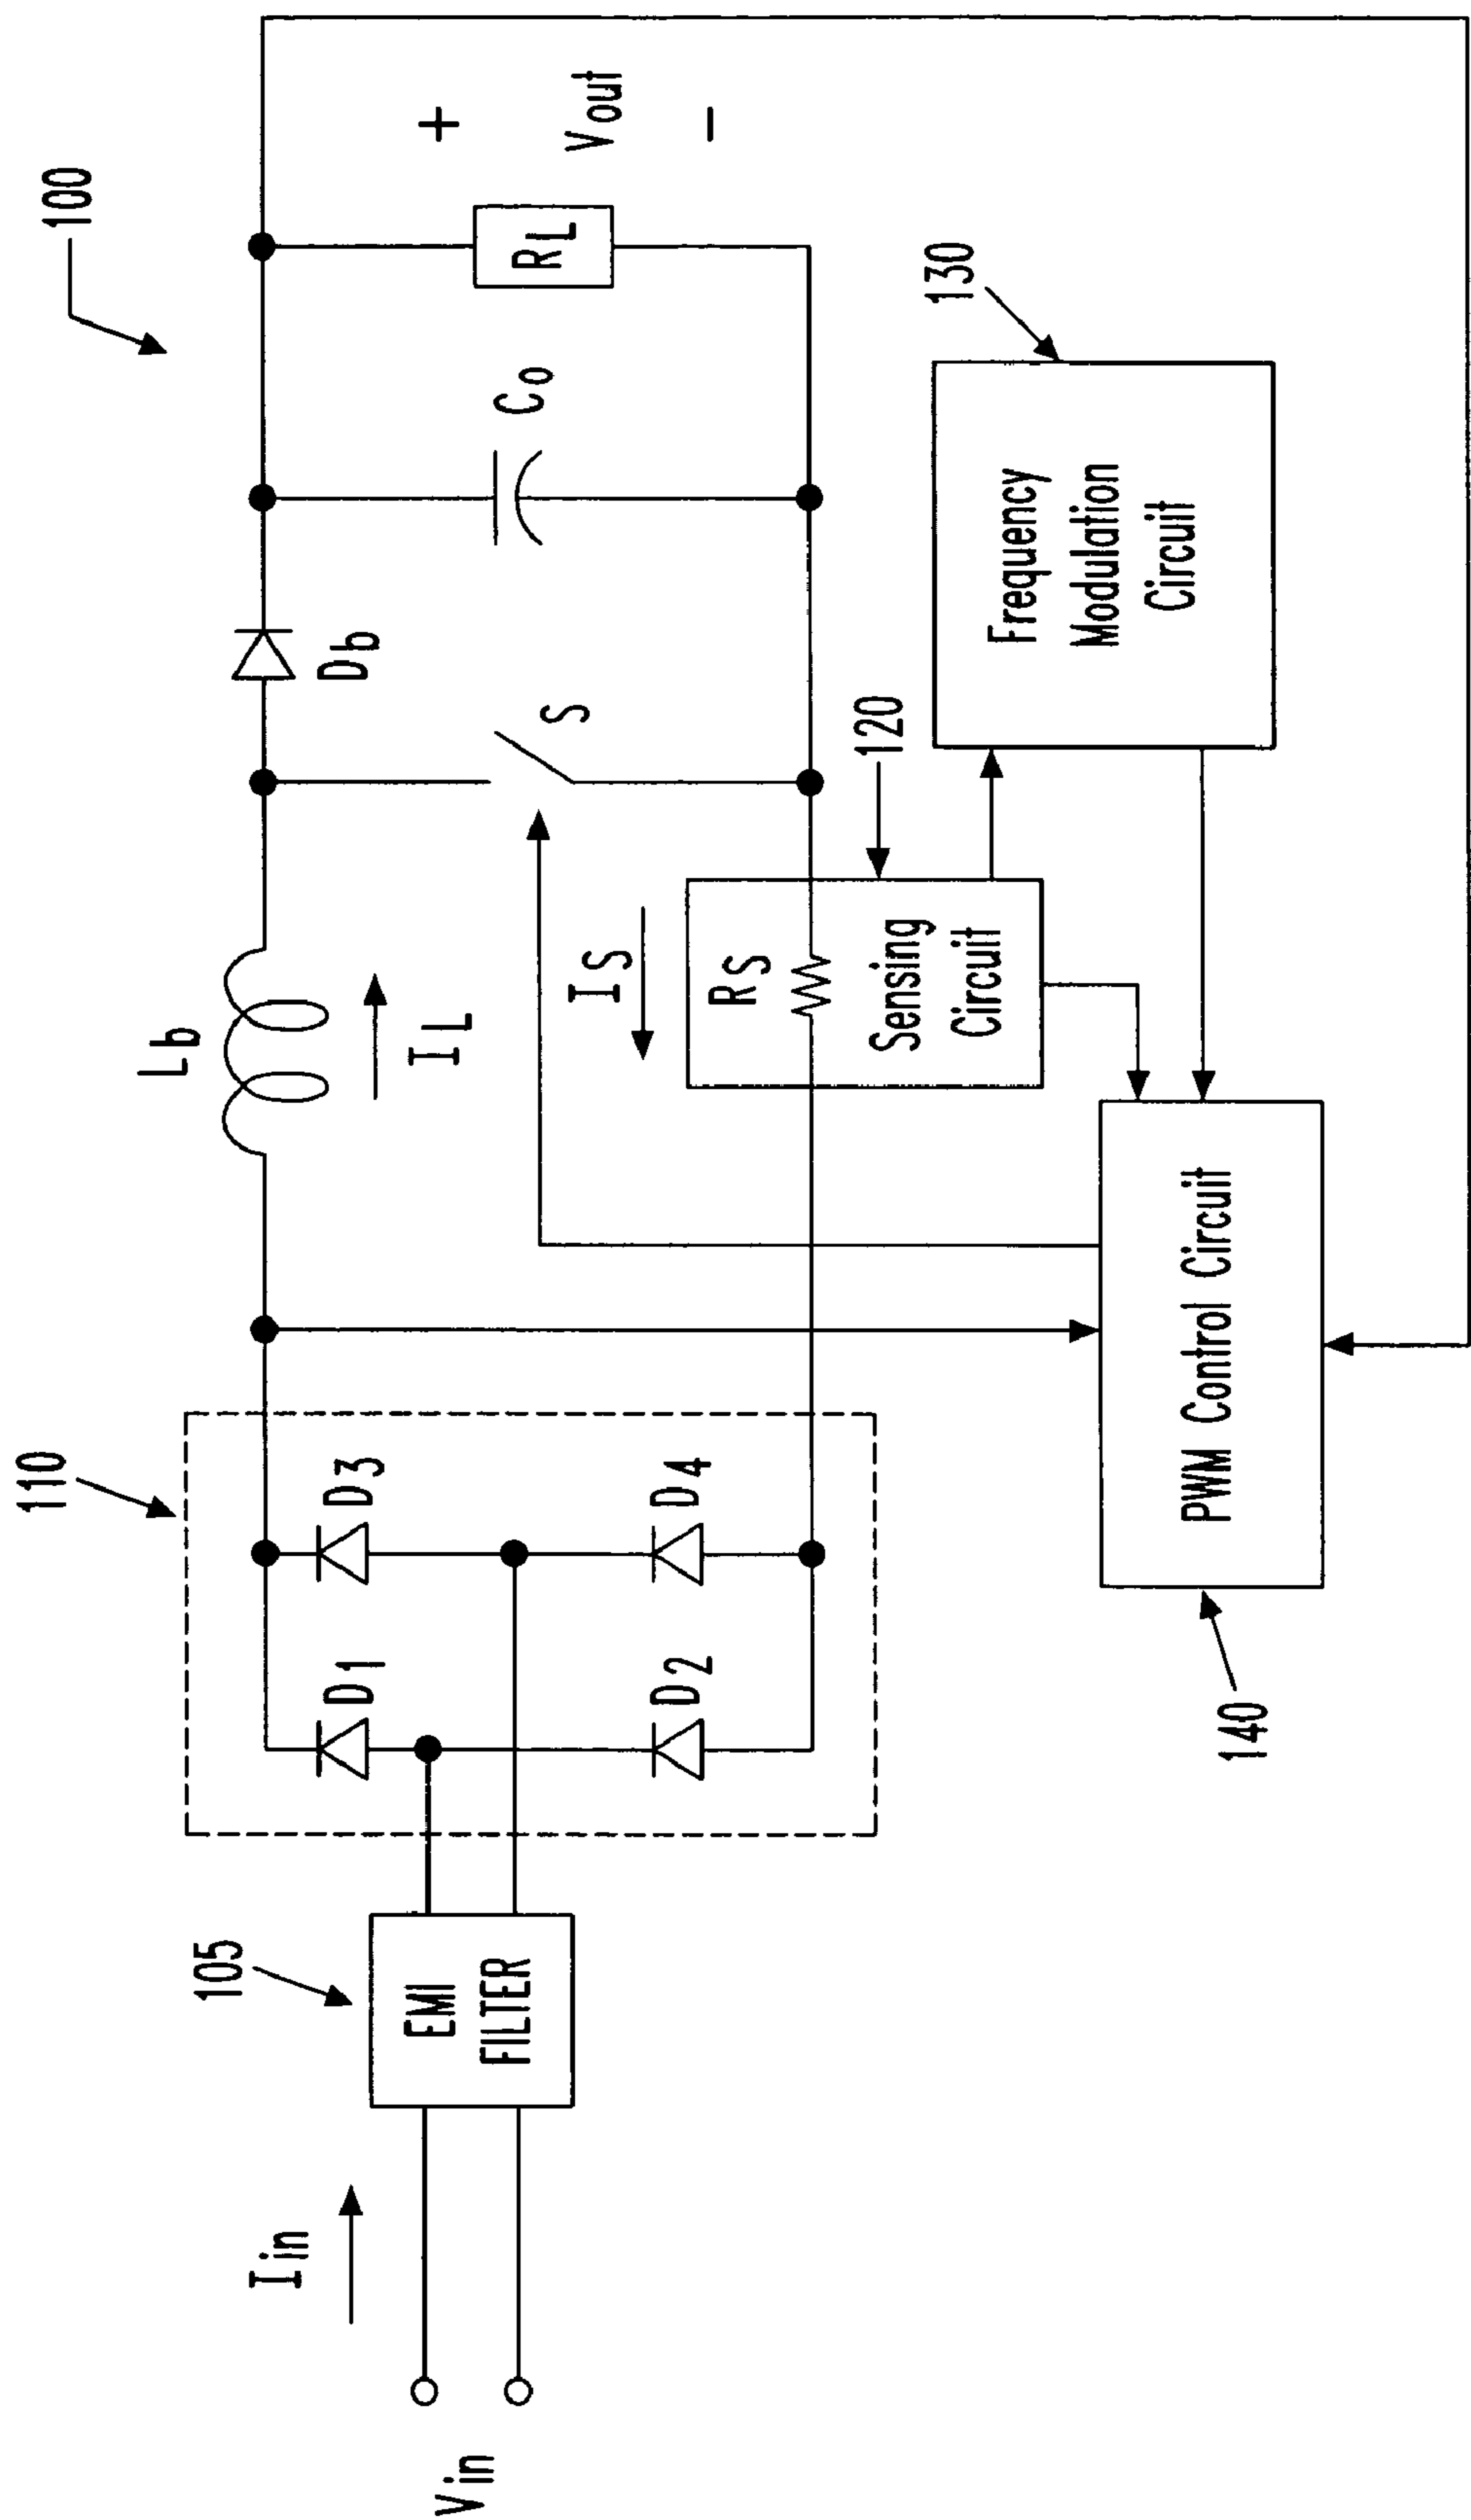 100
110
Lb
Db
105
Iin
D1
D3
IL
S
Co
RL
+
Vout
−
Vin
EMI
FILTER
D2
D4
IS
RS
Sensing
Circuit
120
130
Frequency
Modulation
Circuit
140
PWM Control Circuit